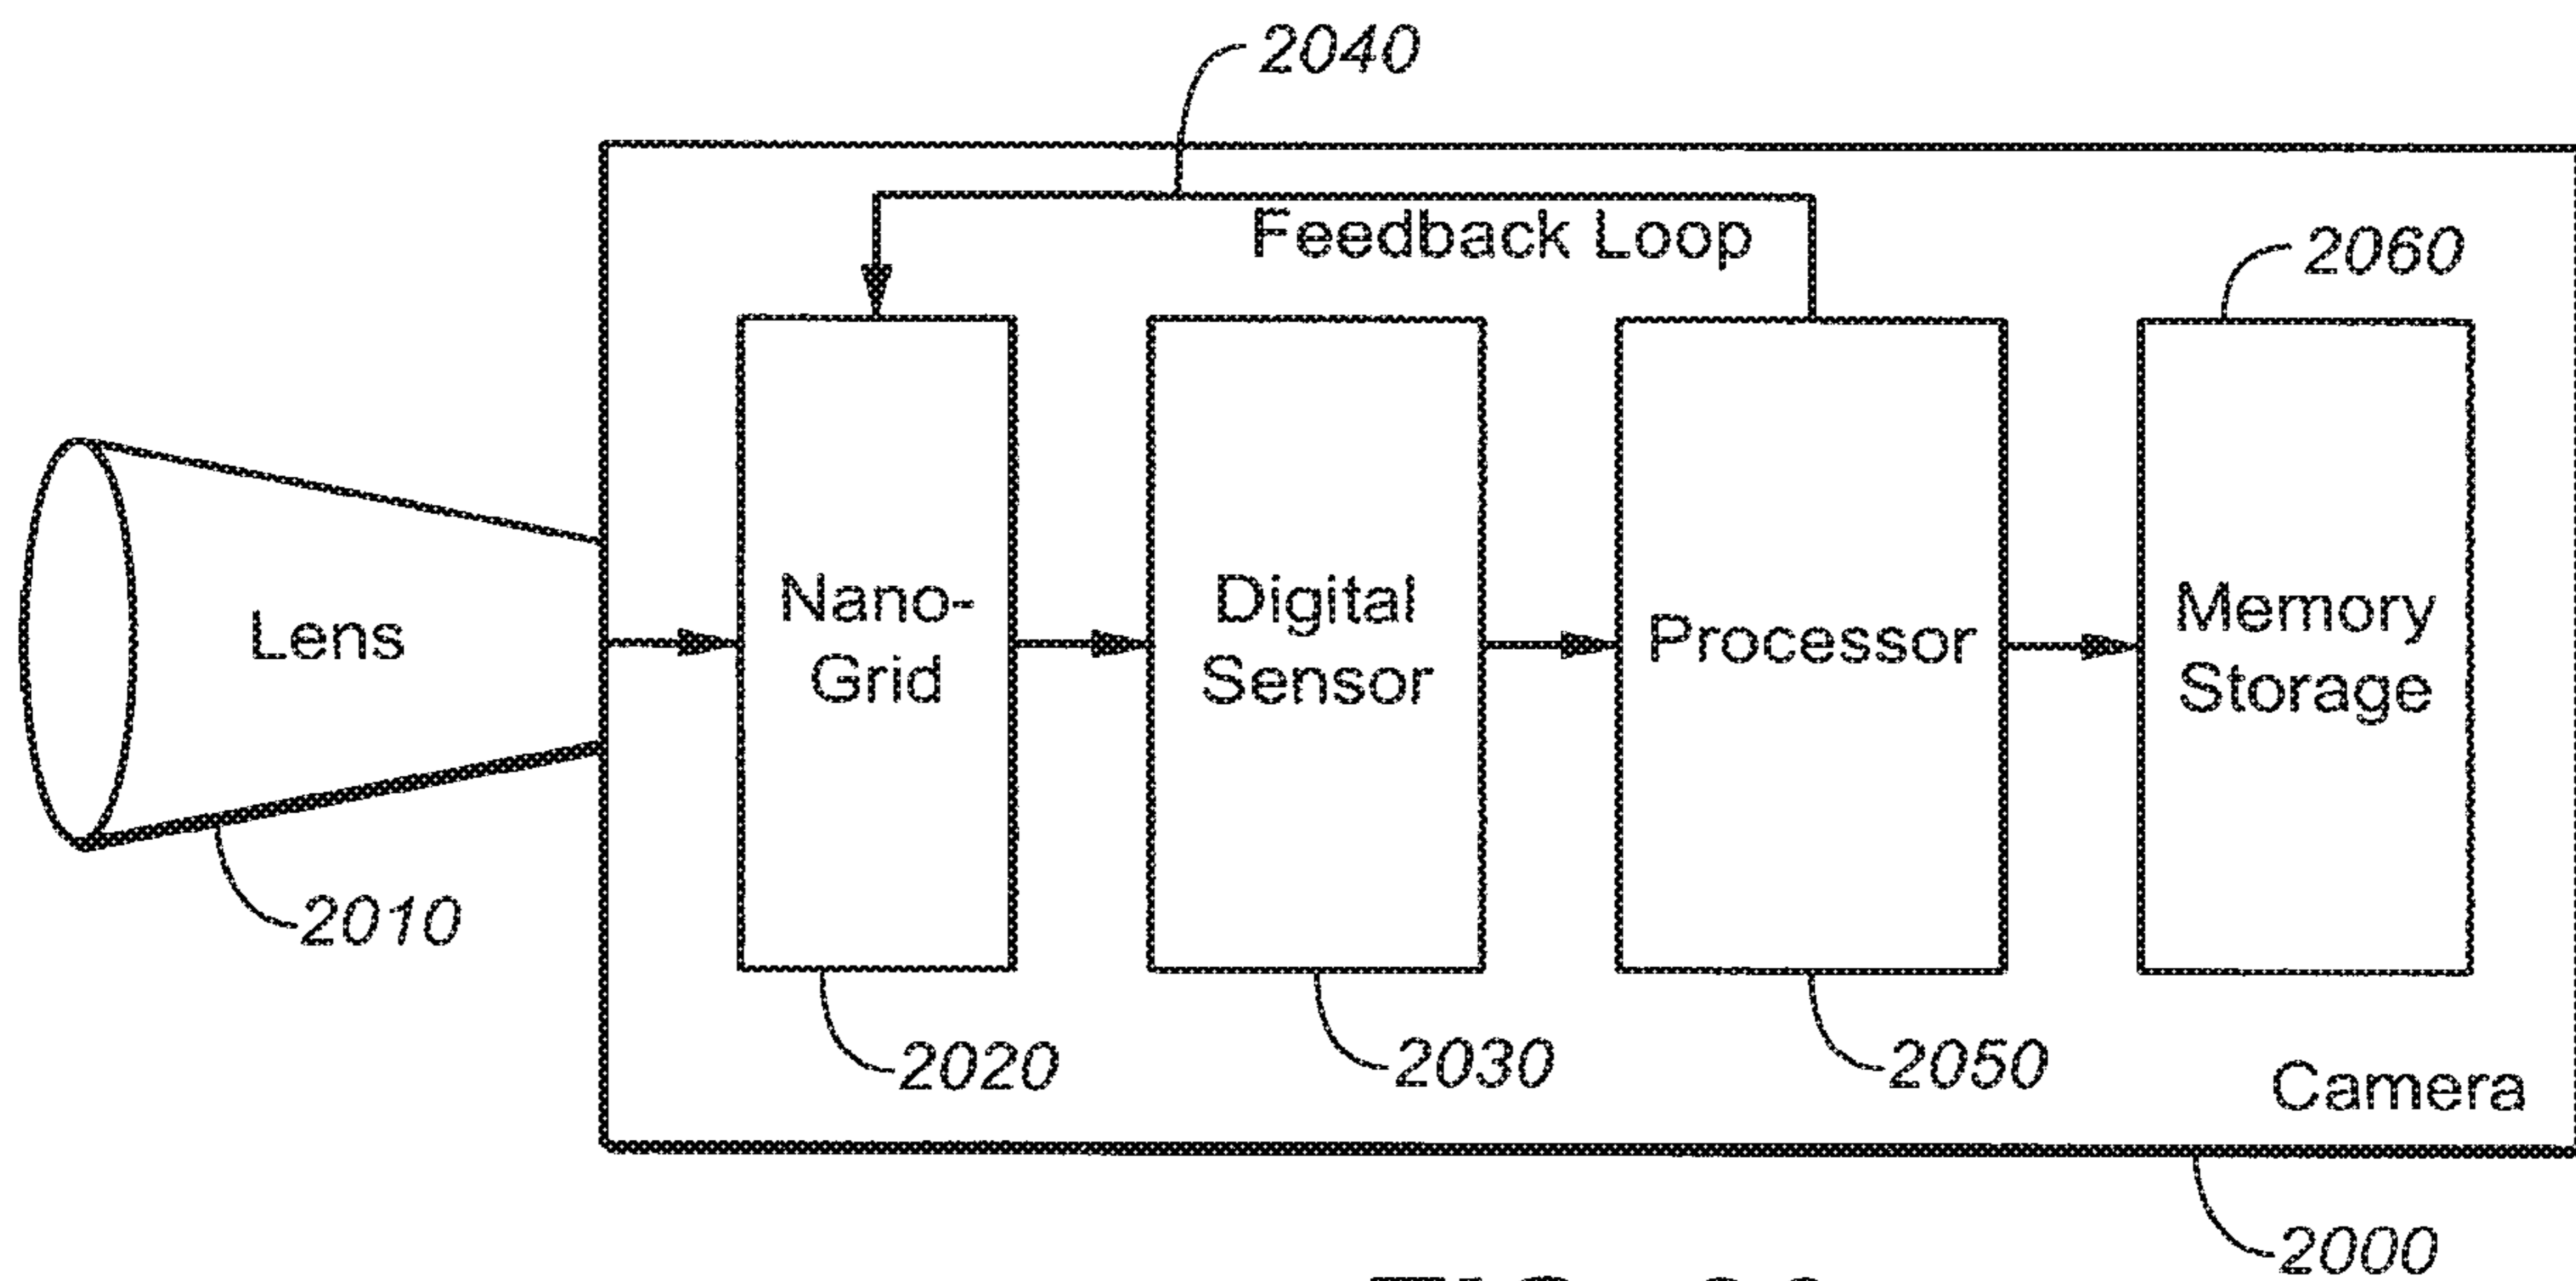 2040
Feedback Loop
2060
Lens
Nano-
Grid
Digital
Sensor
Processor
Memory
Storage
2010
2020
2030
2050
Camera
2000